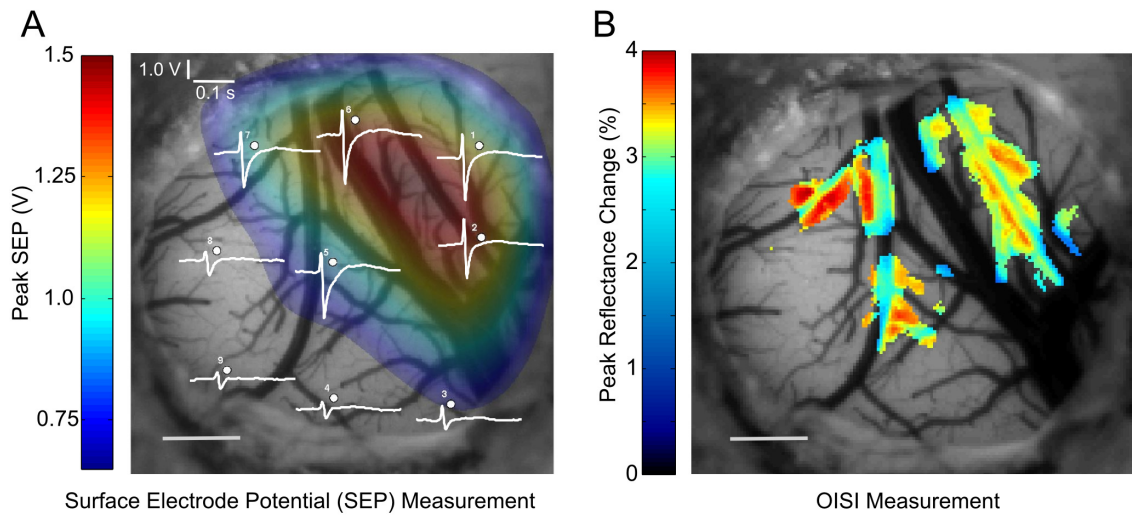 A
B
Peak SEP (V)
1.5
1.25
1.0
0.75
1.0 V
0.1 s
7
6
1
8
5
2
9
4
3
Surface Electrode Potential (SEP) Measurement
Peak Reflectance Change (%)
4
3
2
1
0
OISI Measurement